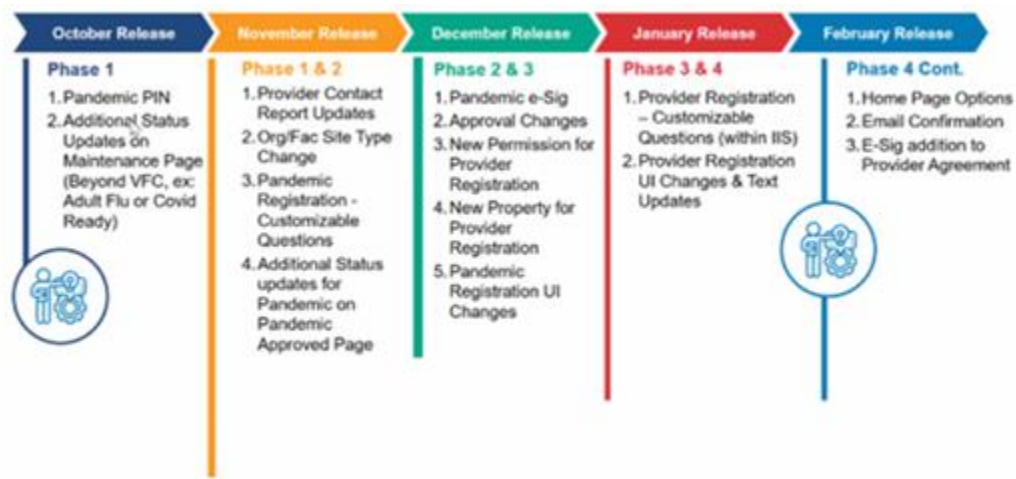 October Release
November Release
December Release
January Release
February Release
Phase 1
1. Pandemic PIN
2. Additional Status
Updates on
Maintenance Page
(Beyond VFC, ex:
Adult Flu or Covid
Ready)
Phase 1 & 2
1. Provider Contact
Report Updates
2. Org/Fac Site Type
Change
3. Pandemic
Registration -
Customizable
Questions
4. Additional Status
updates for
Pandemic on
Pandemic
Approved Page
Phase 2 & 3
1. Pandemic e-Sig
2. Approval Changes
3. New Permission for
Provider
Registration
4. New Property for
Provider
Registration
5. Pandemic
Registration UI
Changes
Phase 3 & 4
1. Provider Registration
– Customizable
Questions (within IIS)
2. Provider Registration
UI Changes & Text
Updates
Phase 4 Cont.
1. Home Page Options
2. Email Confirmation
3. E-Sig addition to
Provider Agreement